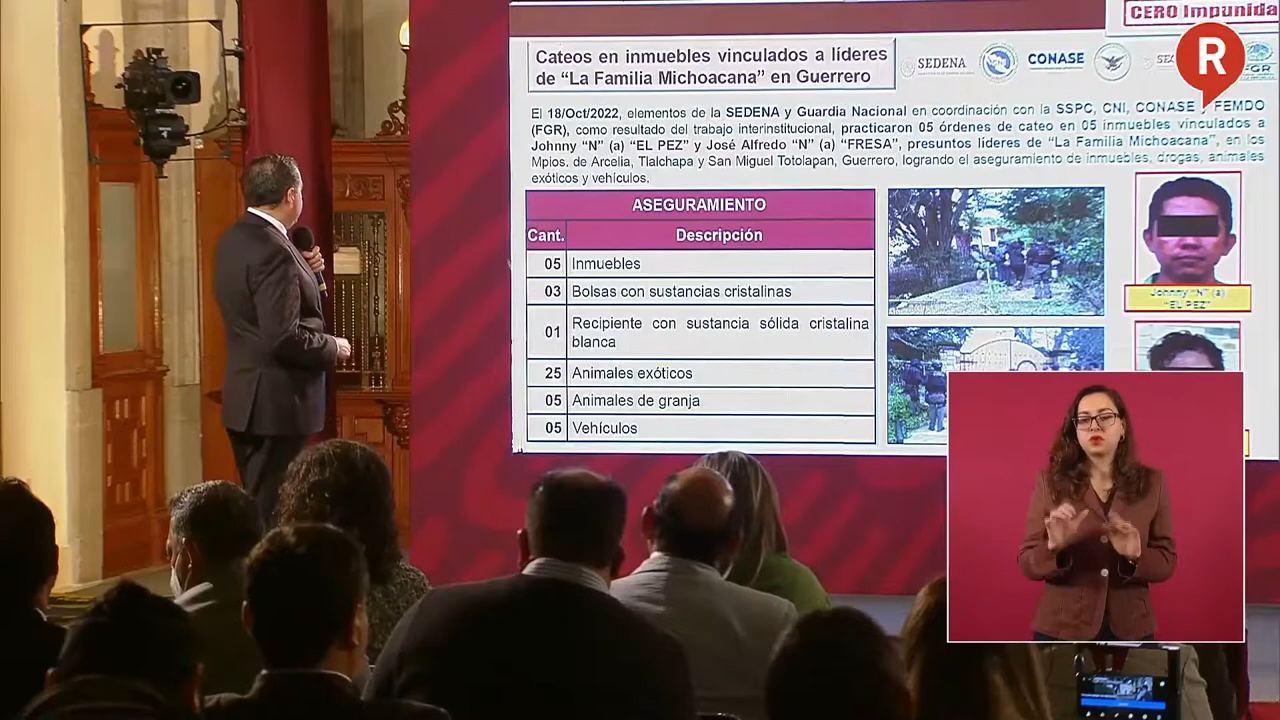 CERO Impunida
R
Cateos en inmuebles vinculados a líderes
de “La Familia Michoacana” en Guerrero
SEDENA
CONASE
FGR
El 18/Oct/2022, elementos de la SEDENA y Guardia Nacional en coordinación con la SSPC, CNI, CONASE y FEMDO
(FGR), como resultado del trabajo interinstitucional, practicaron 05 órdenes de cateo en 05 inmuebles vinculados a
Johnny “N” (a) “EL PEZ” y José Alfredo “N” (a) “FRESA”, presuntos líderes de “La Familia Michoacana”, en los
Mpios. de Arcelia, Tlalchapa y San Miguel Totolapan, Guerrero, logrando el aseguramiento de inmuebles, drogas, animales
exóticos y vehículos.
ASEGURAMIENTO
Cant. Descripción
05 Inmuebles
03 Bolsas con sustancias cristalinas
01 Recipiente con sustancia sólida cristalina
blanca
25 Animales exóticos
05 Animales de granja
05 Vehículos
Johnny “N” (a)
“EL PEZ”